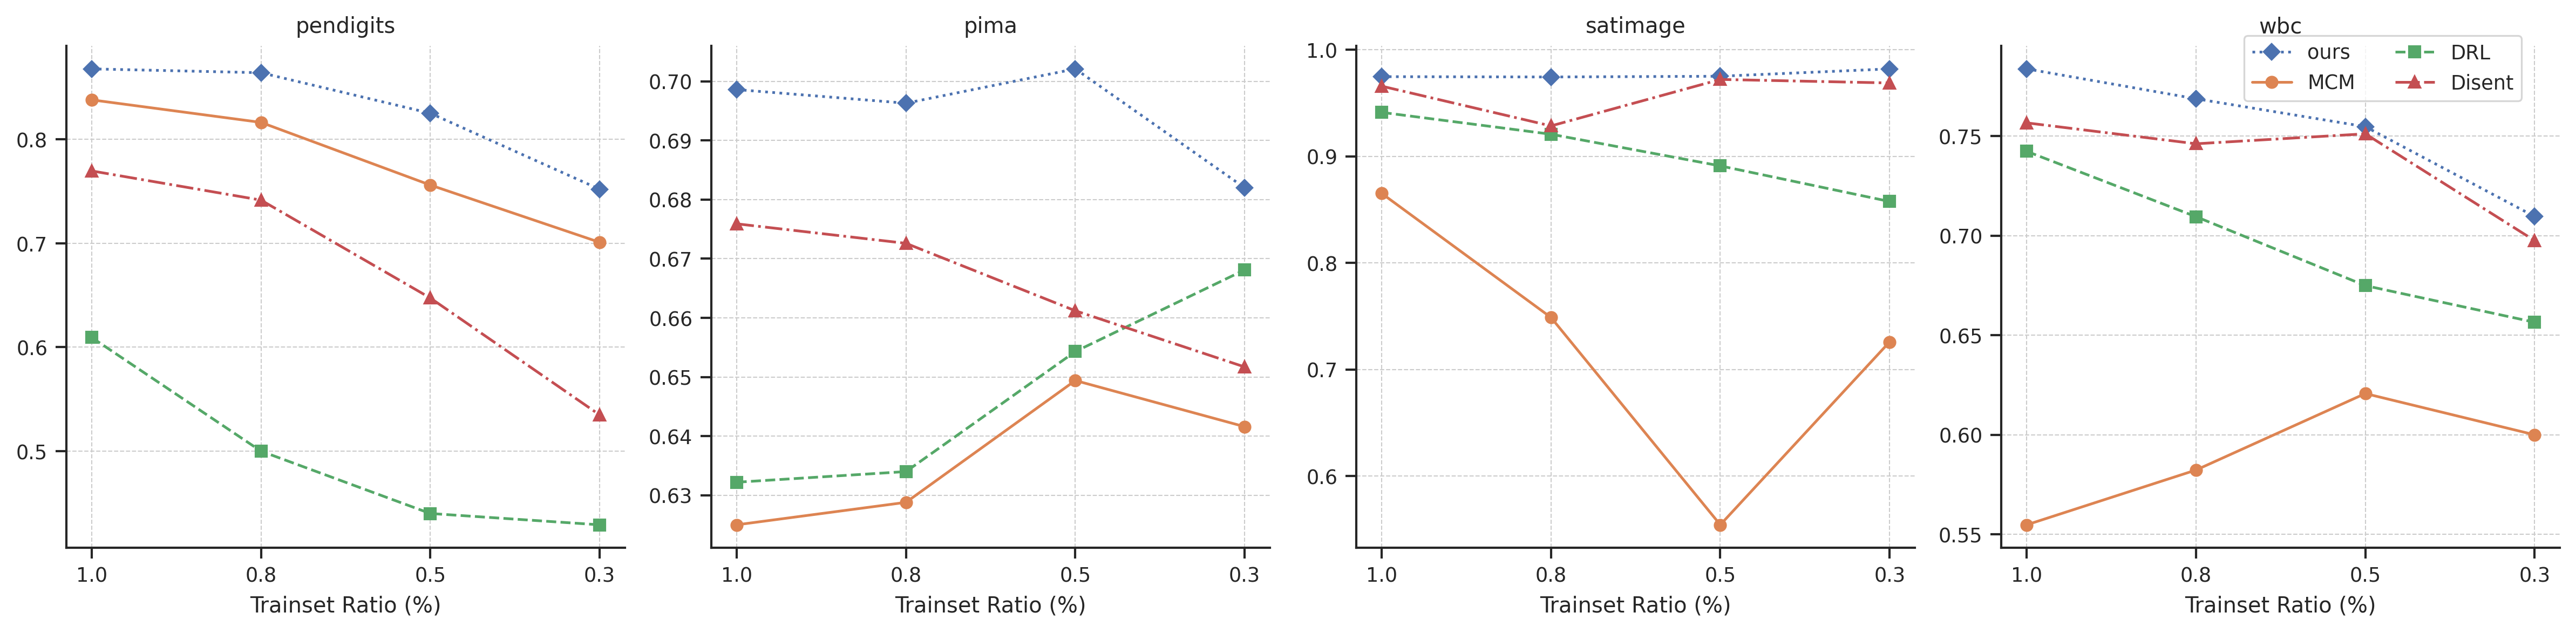 pendigits
0.8
0.7
0.6
0.5
1.0 0.8 0.5 0.3
Trainset Ratio (%)
pima
0.70
0.69
0.68
0.67
0.66
0.65
0.64
0.63
1.0 0.8 0.5 0.3
Trainset Ratio (%)
satimage
1.0
0.9
0.8
0.7
0.6
1.0 0.8 0.5 0.3
Trainset Ratio (%)
wbc
ours DRL
MCM Disent
0.75
0.70
0.65
0.60
0.55
1.0 0.8 0.5 0.3
Trainset Ratio (%)